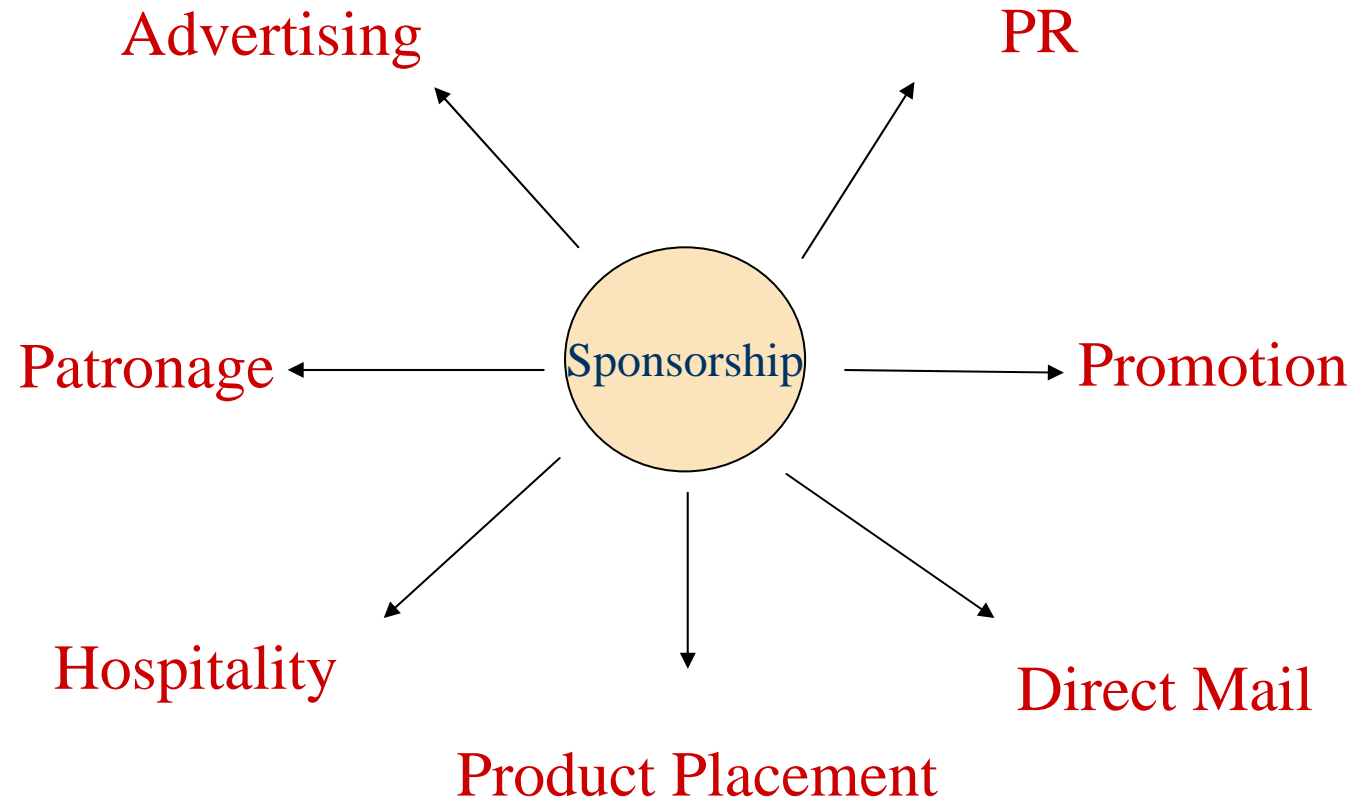 Advertising
PR
Patronage
Sponsorship
Promotion
Hospitality
Direct Mail
Product Placement